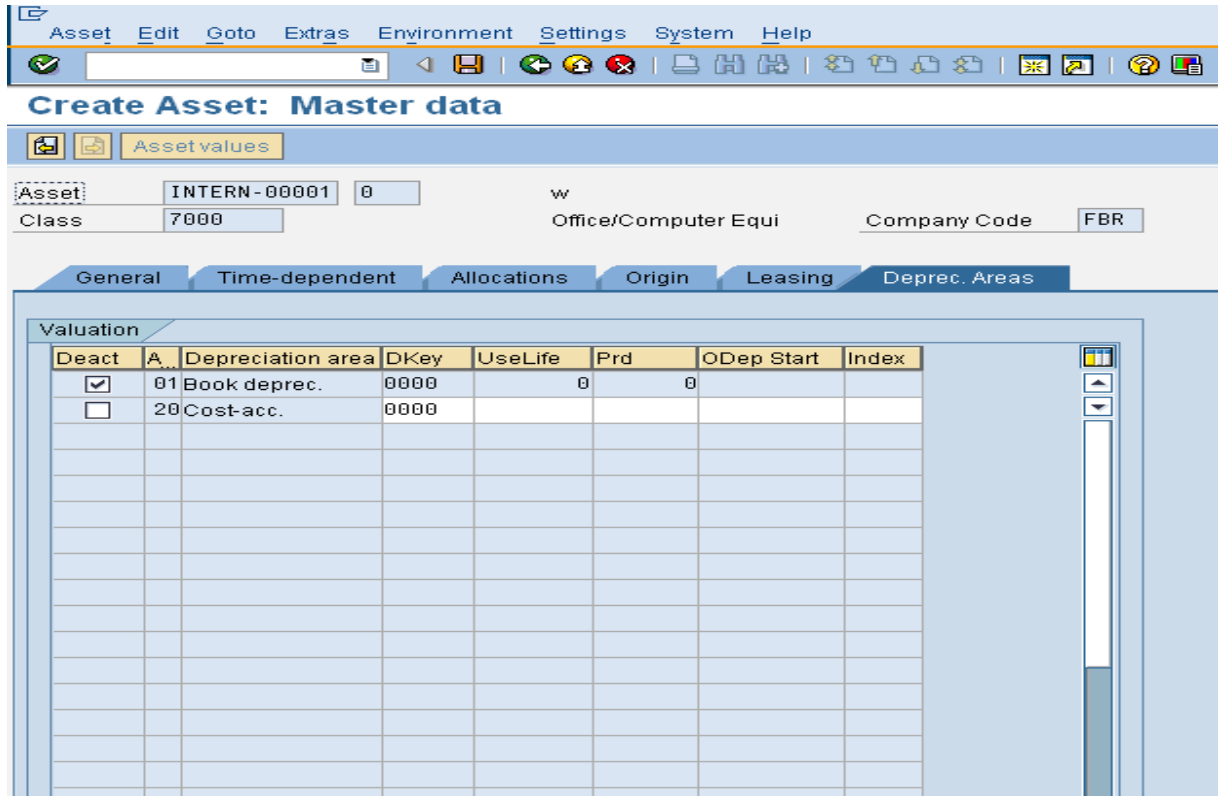 Asset Edit Goto Extras Environment Settings System Help
Create Asset: Master data
Asset values
Asset INTERN-00001 0 w
Class 7000 Office/Computer Equi Company Code FBR
General Time-dependent Allocations Origin Leasing Deprec. Areas
Valuation
Deact A... Depreciation area DKey UseLife Prd ODep Start Index
01 Book deprec. 0000 0 0
20 Cost-acc. 0000